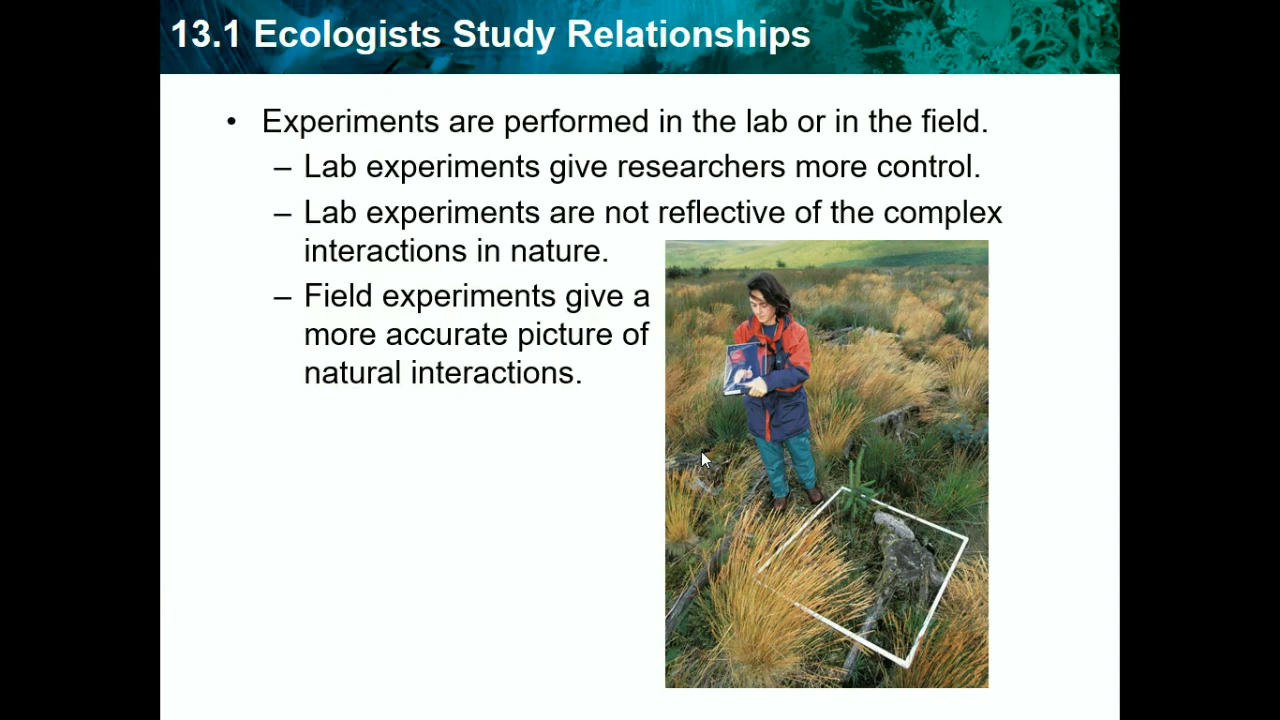 13.1 Ecologists Study Relationships
• Experiments are performed in the lab or in the field.
– Lab experiments give researchers more control.
– Lab experiments are not reflective of the complex
interactions in nature.
– Field experiments give a
more accurate picture of
natural interactions.